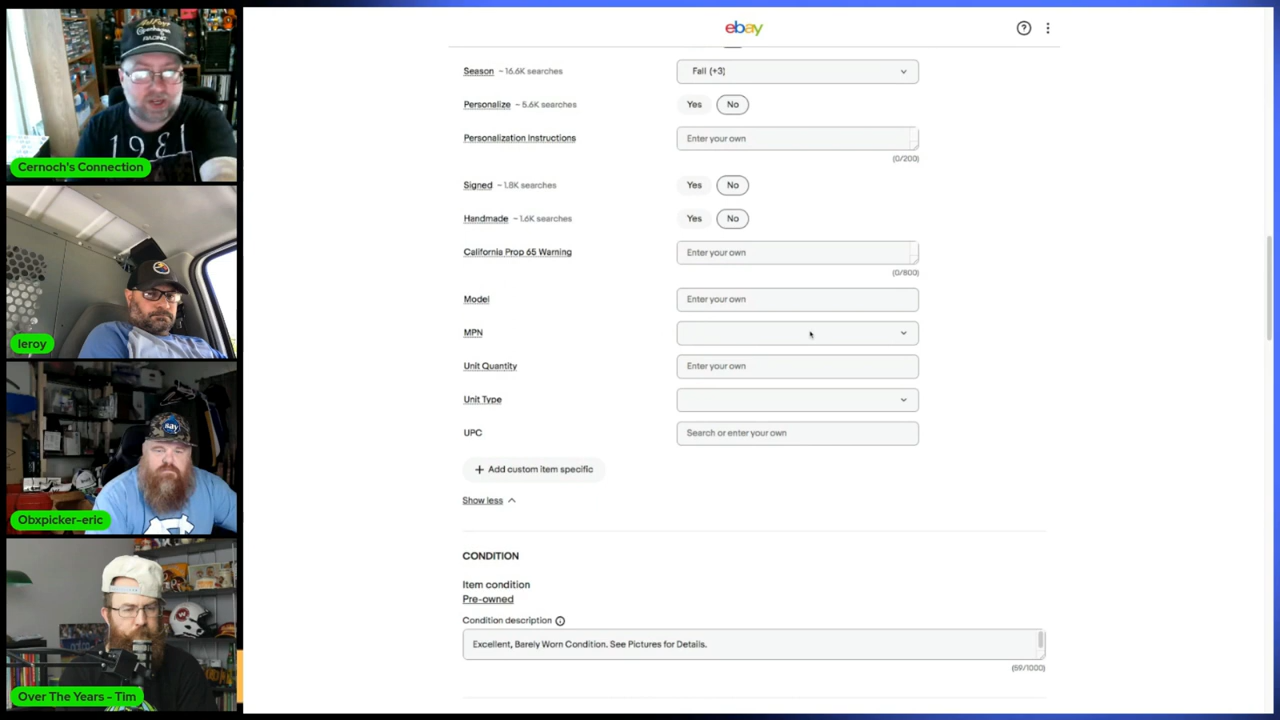 1981
Cernoch's Connection
leroy
say
Obxpicker-eric
Over The Years - Tim
ebay
Season ~ 16.6K searches
Fall (+3)
Personalize ~ 5.6K searches
Yes No
Personalization Instructions
Enter your own
(0/200)
Signed ~ 1.8K searches
Yes No
Handmade ~ 1.6K searches
Yes No
California Prop 65 Warning
Enter your own
(0/800)
Model
Enter your own
MPN
Unit Quantity
Enter your own
Unit Type
UPC
Search or enter your own
+ Add custom item specific
Show less
CONDITION
Item condition
Pre-owned
Condition description
Excellent, Barely Worn Condition. See Pictures for Details.
(59/1000)